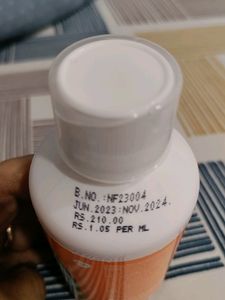 B.NO.:NF23004
JUN.2023:NOV.2024.
RS.210.00
RS.1.05 PER ML